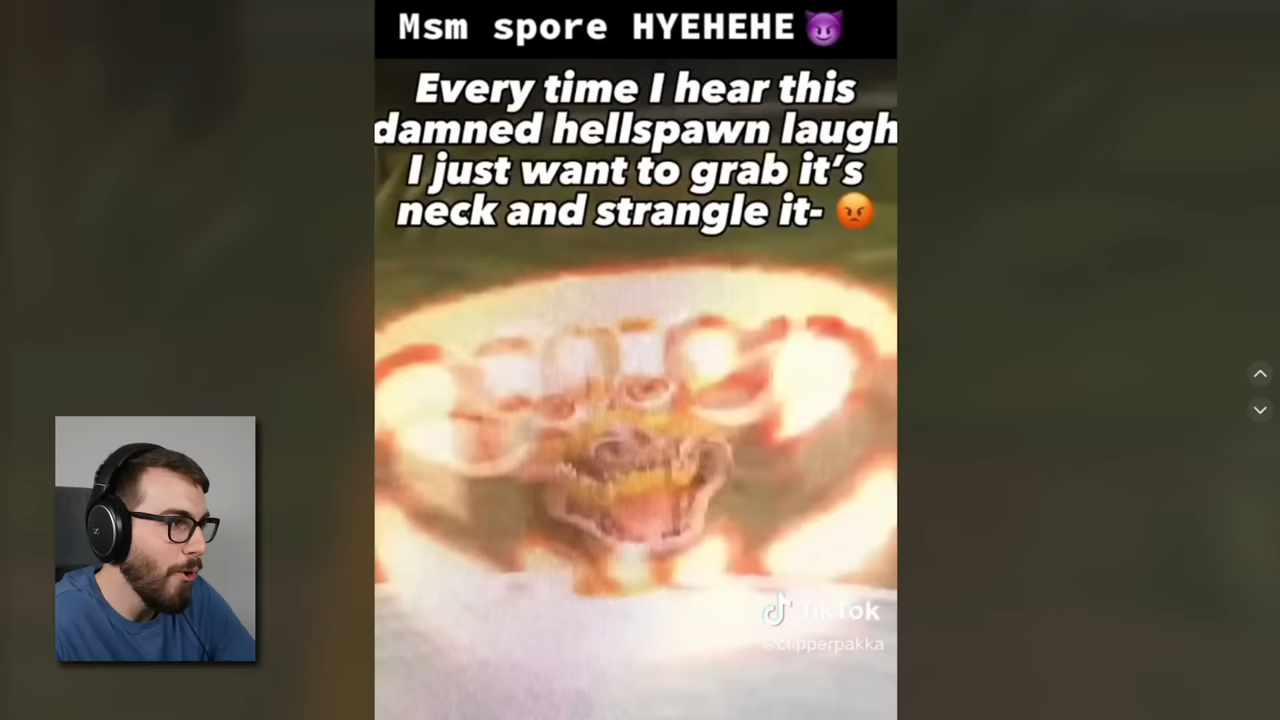 Msm spore HYEHEHE😈
Every time I hear this
damned hellspawn laugh
I just want to grab it’s
neck and strangle it- 😡
TikTok
@clipperpakka